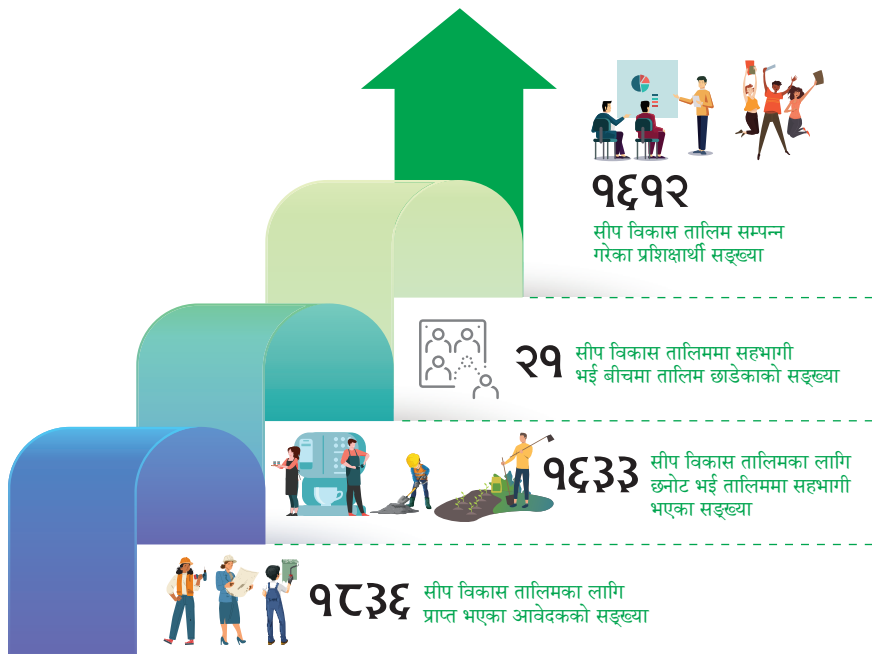 १६१२
सीप विकास तालिम सम्पन्न
गरेका प्रशिक्षार्थी सङ्ख्या
२१
सीप विकास तालिममा सहभागी
भई बीचमा तालिम छाडेकाको सङ्ख्या
१६३३
सीप विकास तालिमका लागि
छनोट भई तालिममा सहभागी
भएका सङ्ख्या
१८३६
सीप विकास तालिमका लागि
प्राप्त भएका आवेदकको सङ्ख्या